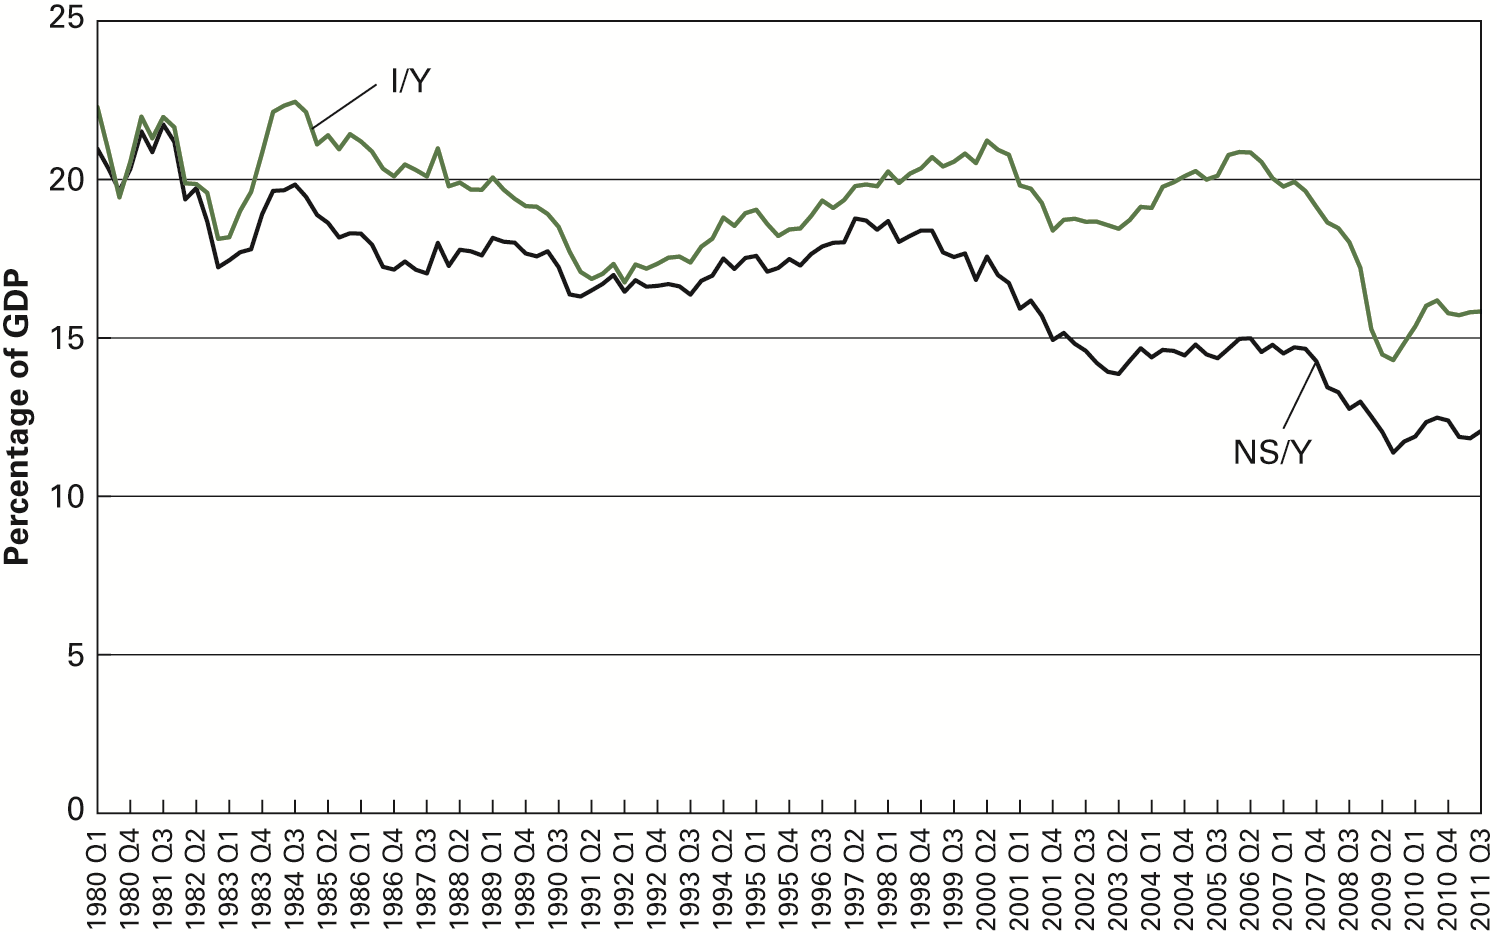 Percentage of GDP
25
20
15
10
5
0
I/Y
NS/Y
1980 Q1
1980 Q4
1981 Q3
1982 Q2
1983 Q1
1983 Q4
1984 Q3
1985 Q2
1986 Q1
1986 Q4
1987 Q3
1988 Q2
1989 Q1
1989 Q4
1990 Q3
1991 Q2
1992 Q1
1992 Q4
1993 Q3
1994 Q2
1995 Q1
1995 Q4
1996 Q3
1997 Q2
1998 Q1
1998 Q4
1999 Q3
2000 Q2
2001 Q1
2001 Q4
2002 Q3
2003 Q2
2004 Q1
2004 Q4
2005 Q3
2006 Q2
2007 Q1
2007 Q4
2008 Q3
2009 Q2
2010 Q1
2010 Q4
2011 Q3